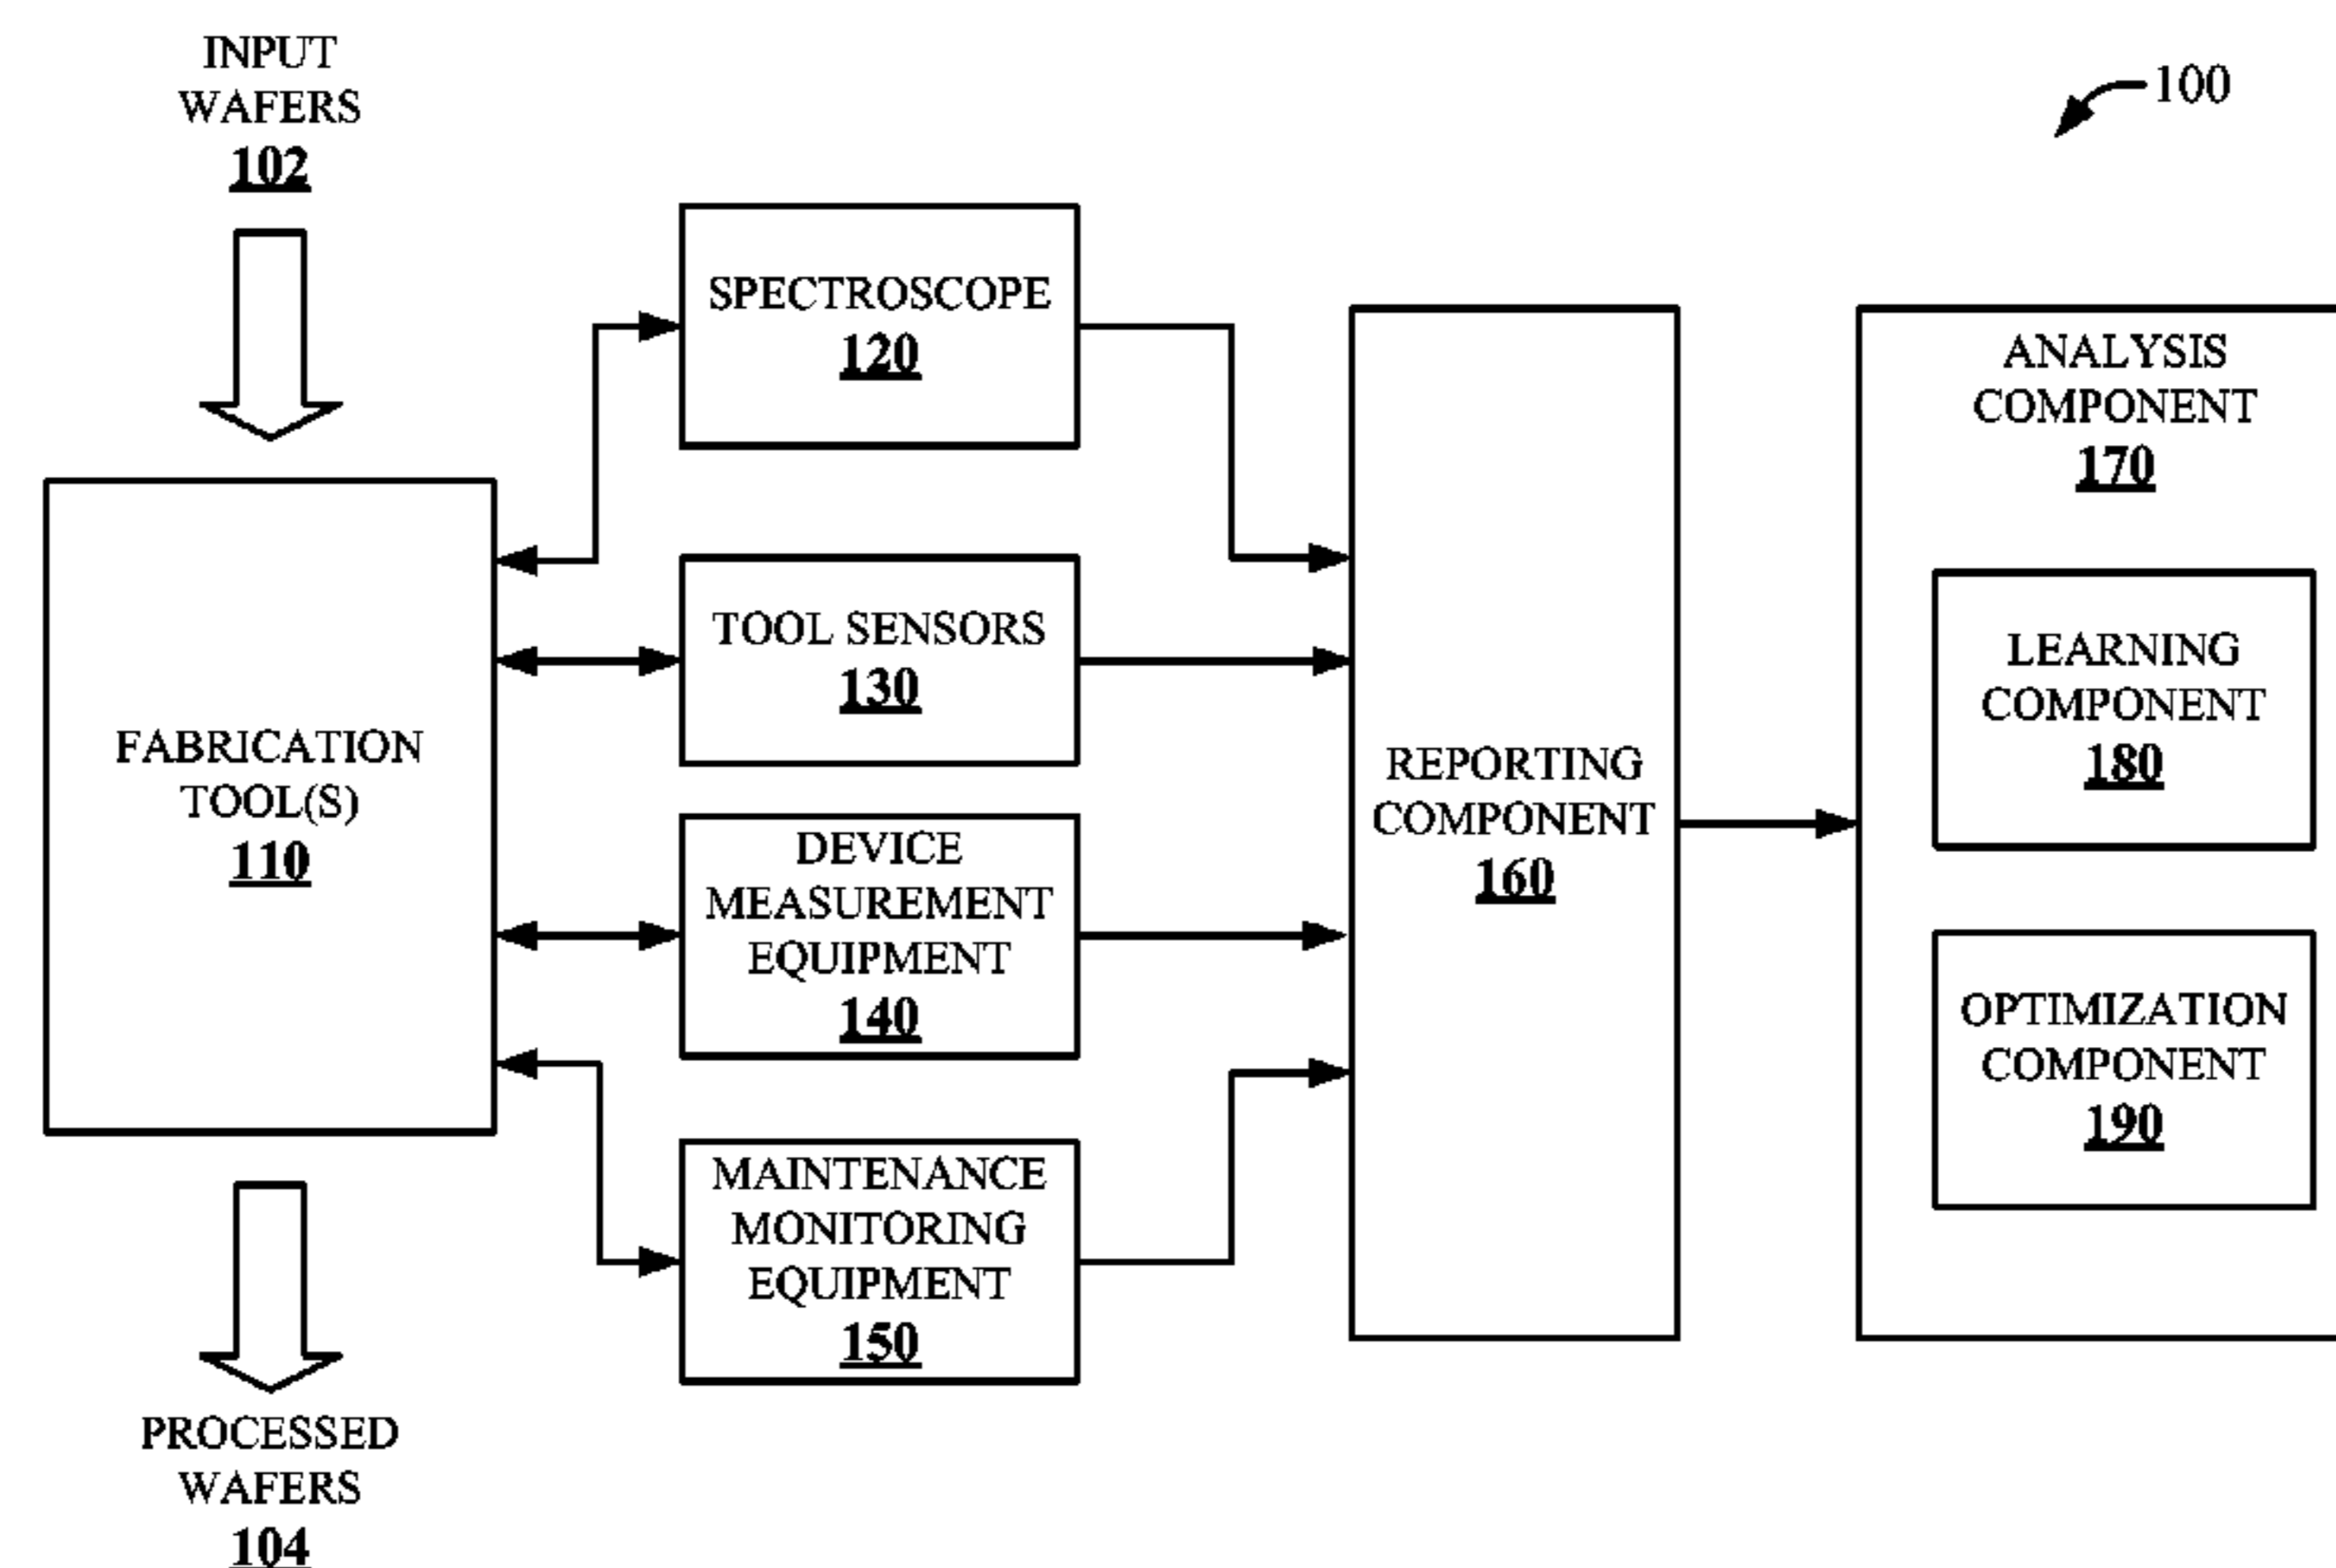 INPUT
WAFERS
102
100
SPECTROSCOPE
120
TOOL SENSORS
130
FABRICATION
TOOL(S)
110
DEVICE
MEASUREMENT
EQUIPMENT
140
MAINTENANCE
MONITORING
EQUIPMENT
150
REPORTING
COMPONENT
160
ANALYSIS
COMPONENT
170
LEARNING
COMPONENT
180
OPTIMIZATION
COMPONENT
190
PROCESSED
WAFERS
104